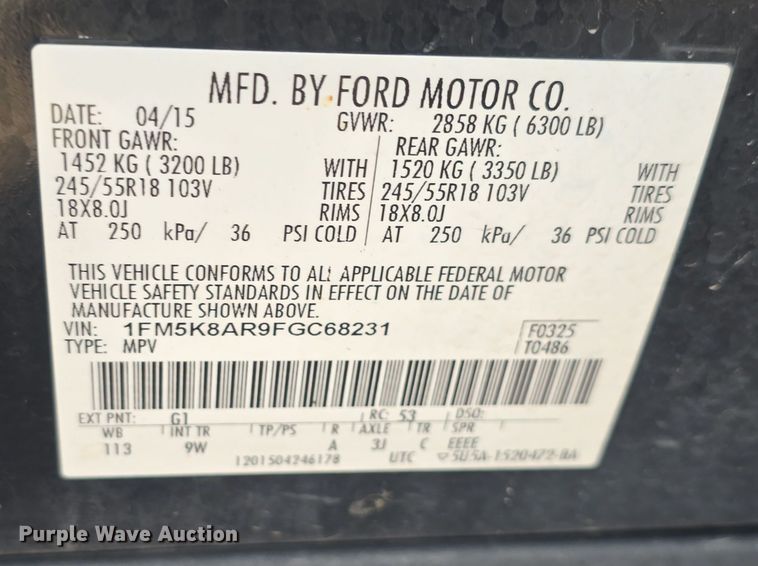 MFD. BY FORD MOTOR CO.
DATE: 04/15 GVWR: 2858 KG ( 6300 LB)
FRONT GAWR: REAR GAWR:
1452 KG ( 3200 LB) WITH 1520 KG ( 3350 LB) WITH
245/55R18 103V TIRES 245/55R18 103V TIRES
18X8.0J RIMS 18X8.0J RIMS
AT 250 kPa/ 36 PSI COLD AT 250 kPa/ 36 PSI COLD
THIS VEHICLE CONFORMS TO ALL APPLICABLE FEDERAL MOTOR
VEHICLE SAFETY STANDARDS IN EFFECT ON THE DATE OF
MANUFACTURE SHOWN ABOVE.
VIN: 1FM5K8AR9FGC68231 F0325
TYPE: MPV T0486
EXT PNT: G1 RC: 53 DSO:
WB INT TR TP/PS R AXLE TR SPR
113 9W A 3J C EEEE
1201504246178 UTC 5U5A-1520472-BA
Purple Wave Auction